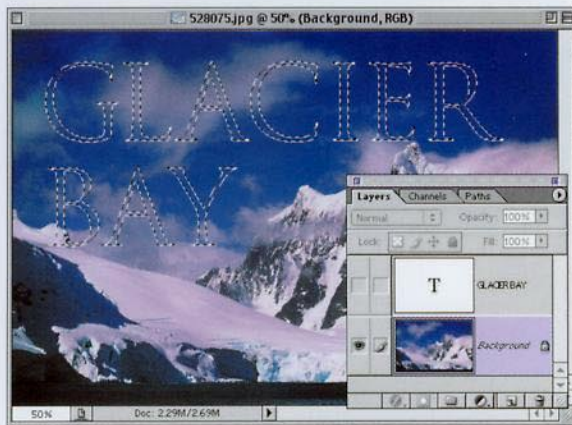 528075.jpg @ 50% (Background, RGB)
GLACIER
BAY
Layers Channels Paths
Normal Opacity: 100%
Lock: Fill: 100%
T GLACIER BAY
Background
50% Doc: 2.29M/2.69M